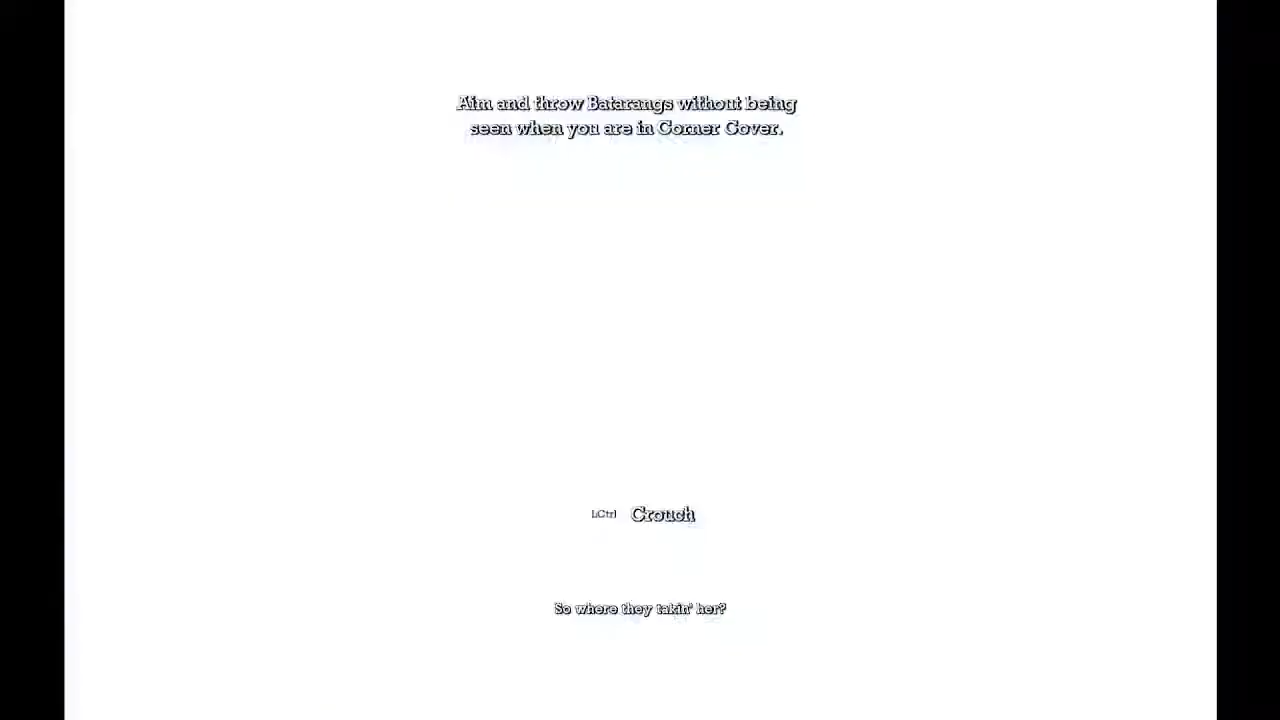 Aim and throw Batarangs without being
seen when you are in Corner Cover.
LCtrl Crouch
So where they takin' her?